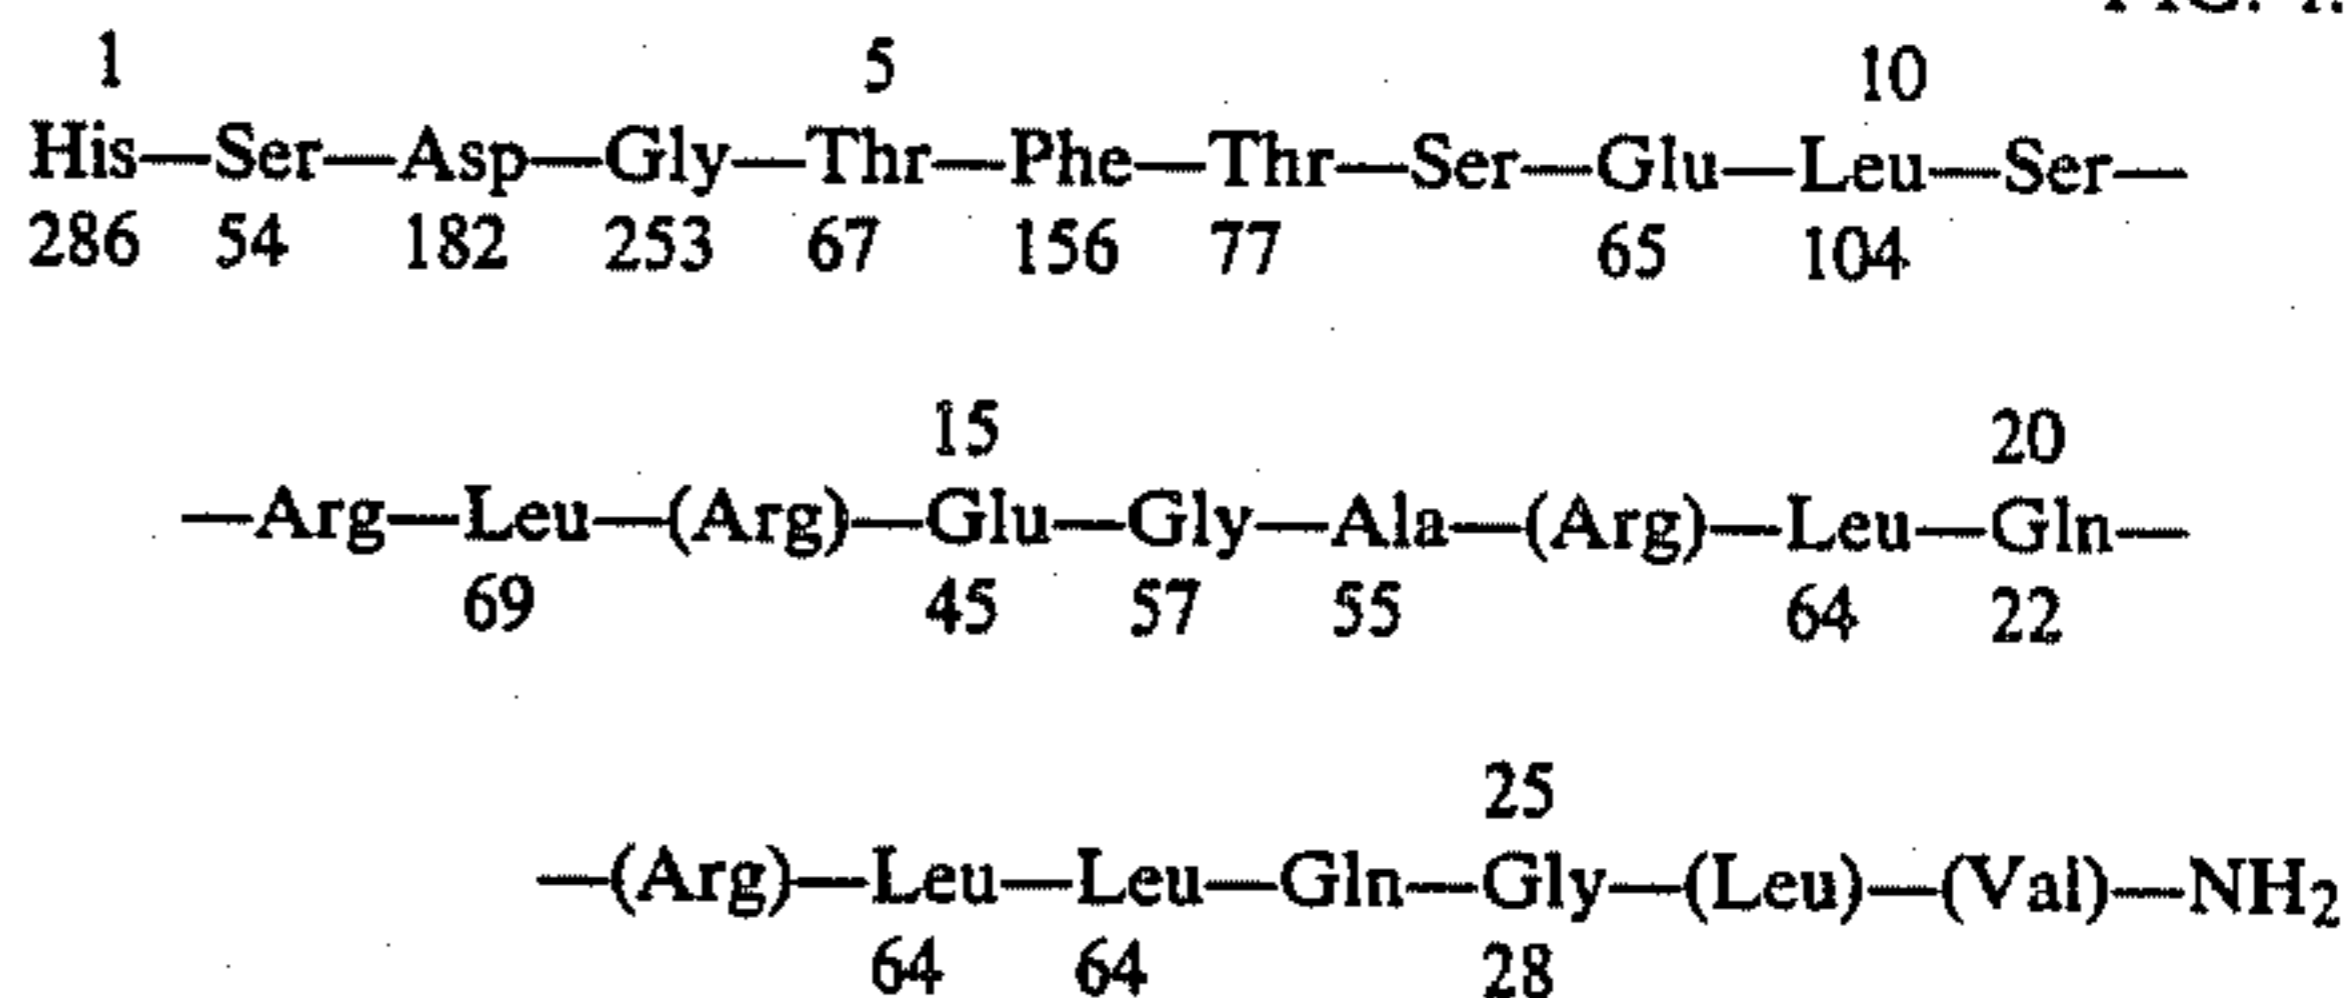 1 5 10
His—Ser—Asp—Gly—Thr—Phe—Thr—Ser—Glu—Leu—Ser—
286 54 182 253 67 156 77 65 104
15 20
—Arg—Leu—(Arg)—Glu—Gly—Ala—(Arg)—Leu—Gln—
69 45 57 55 64 22
25
—(Arg)—Leu—Leu—Gln—Gly—(Leu)—(Val)—NH2
64 64 28